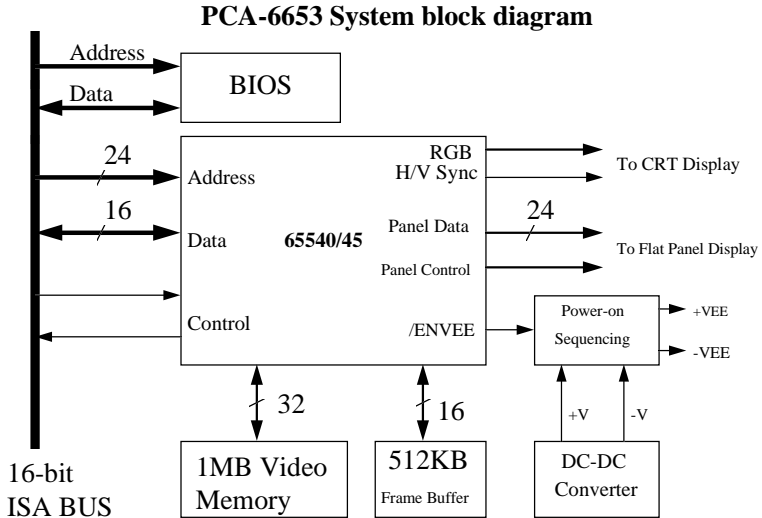 PCA-6653 System block diagram
Address
Data
BIOS
24
Address
16
Data
65540/45
Control
RGB
H/V Sync
To CRT Display
Panel Data
24
Panel Control
To Flat Panel Display
/ENVEE
Power-on
Sequencing
+VEE
-VEE
32
16
+V
-V
1MB Video
Memory
512KB
Frame Buffer
DC-DC
Converter
16-bit
ISA BUS